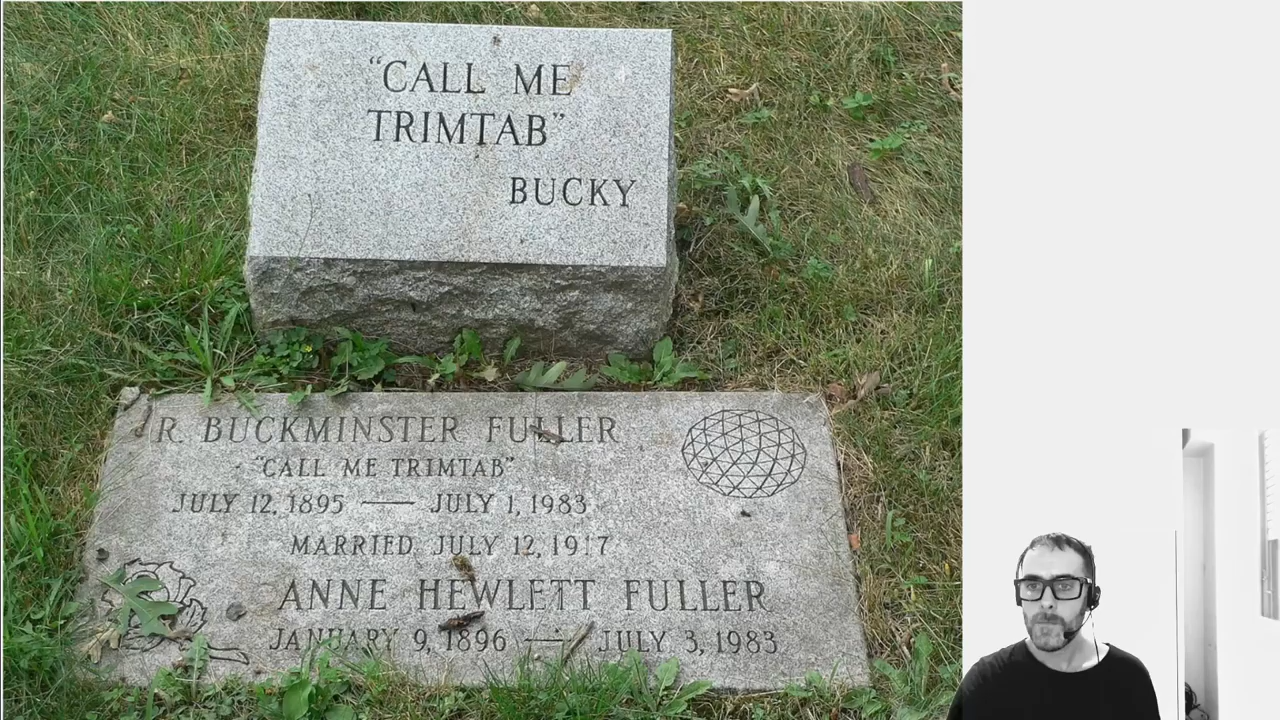 “CALL ME
TRIMTAB”
BUCKY
R. BUCKMINSTER FULLER
“CALL ME TRIMTAB”
JULY 12, 1895 — JULY 1, 1983
MARRIED JULY 12, 1917
ANNE HEWLETT FULLER
JANUARY 9, 1896 — JULY 3, 1983